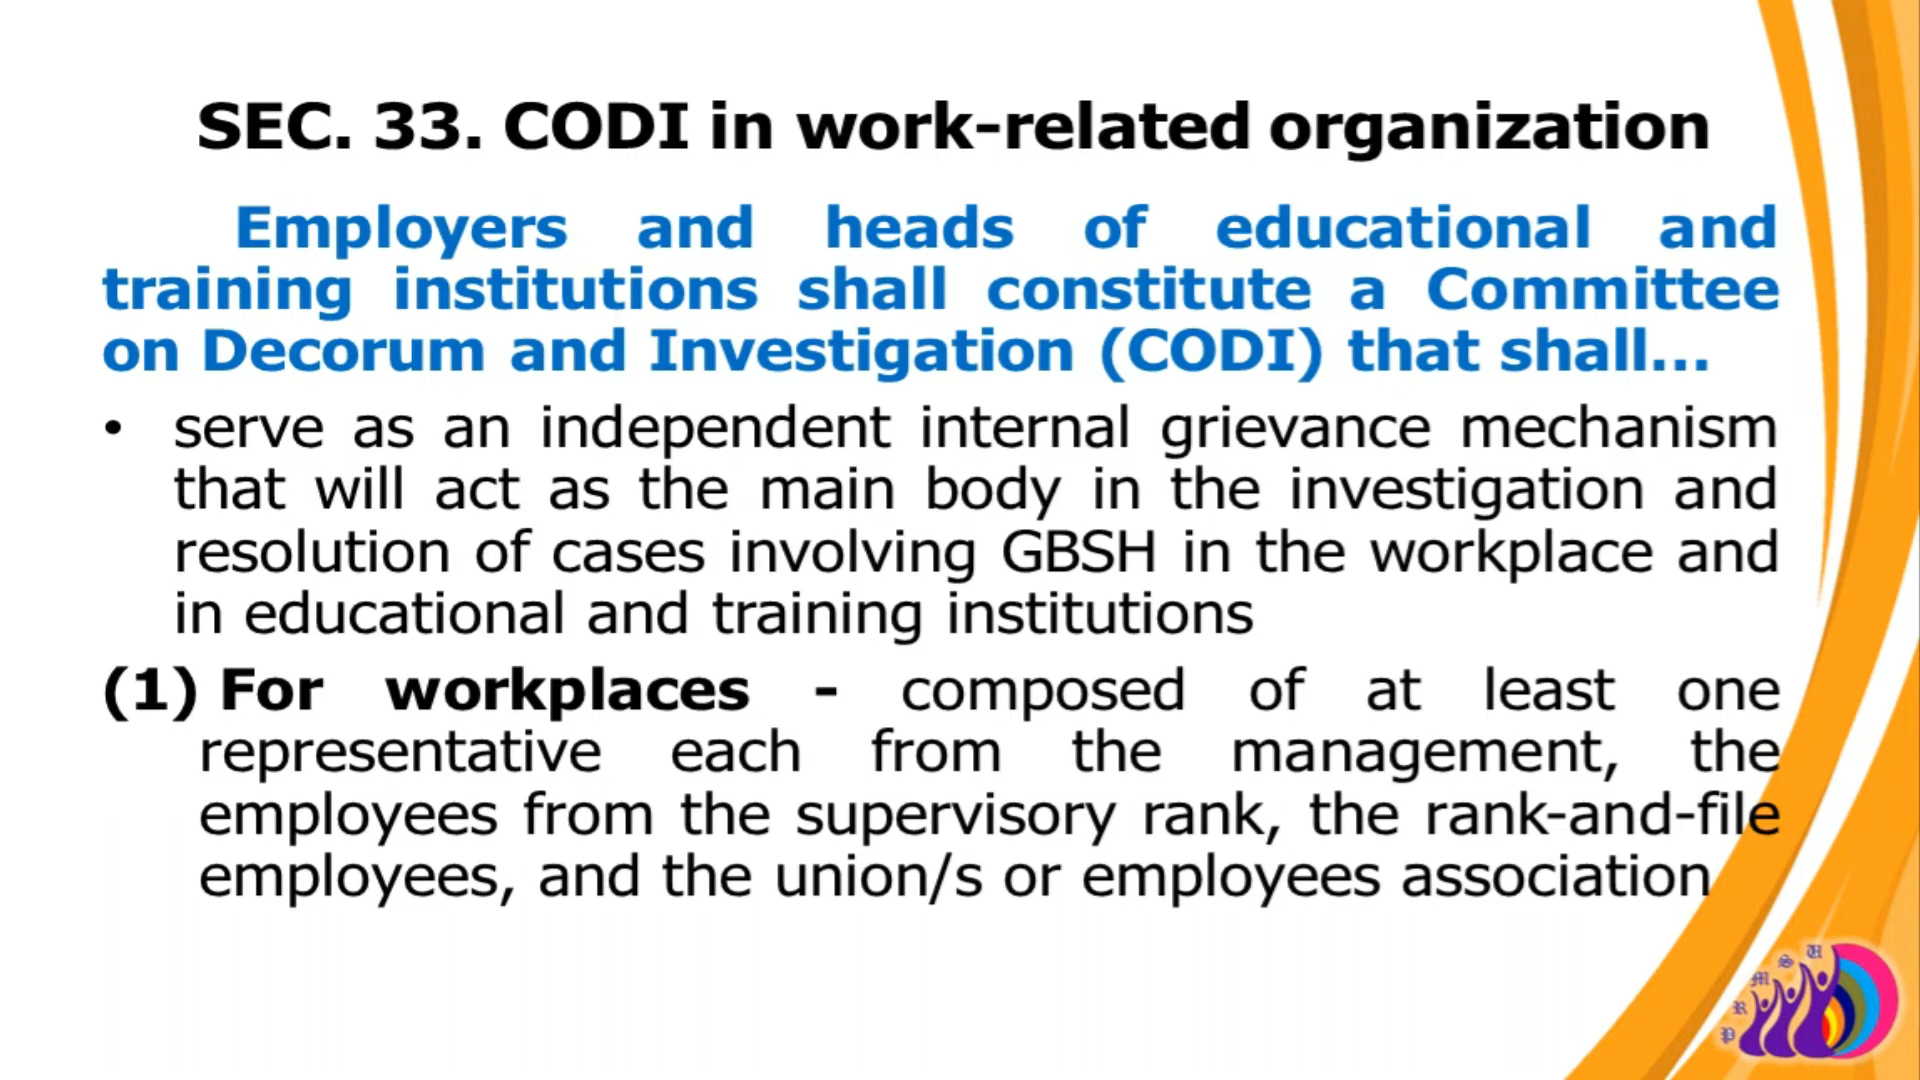 SEC. 33. CODI in work-related organization
Employers and heads of educational and
training institutions shall constitute a Committee
on Decorum and Investigation (CODI) that shall...
• serve as an independent internal grievance mechanism
that will act as the main body in the investigation and
resolution of cases involving GBSH in the workplace and
in educational and training institutions
(1) For workplaces - composed of at least one
representative each from the management, the
employees from the supervisory rank, the rank-and-file
employees, and the union/s or employees association
P R M S U